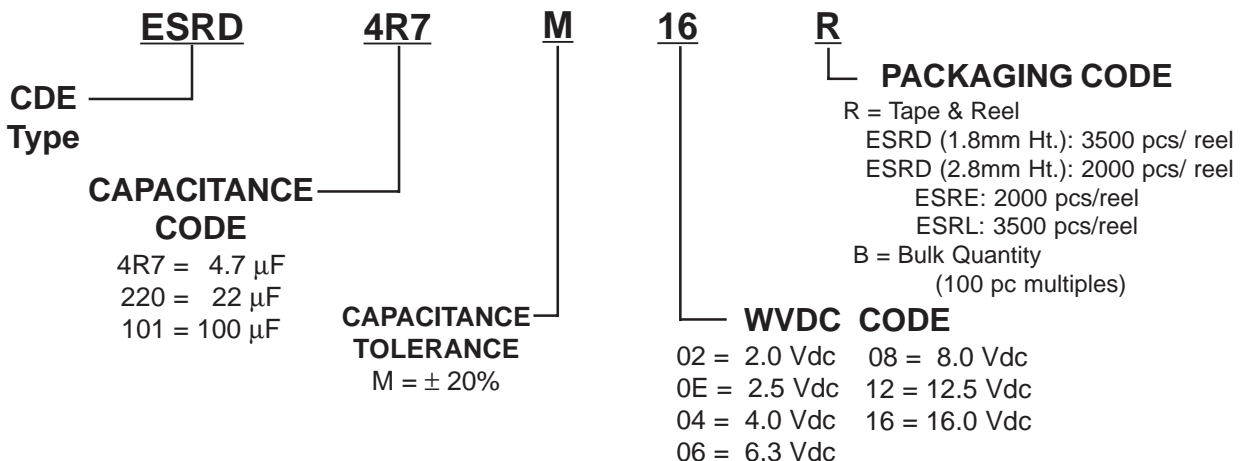 ESRD 4R7 M 16 R
CDE
Type
PACKAGING CODE
R = Tape & Reel
ESRD (1.8mm Ht.): 3500 pcs/ reel
ESRD (2.8mm Ht.): 2000 pcs/ reel
ESRE: 2000 pcs/reel
ESRL: 3500 pcs/reel
B = Bulk Quantity
(100 pc multiples)
CAPACITANCE
CODE
4R7 = 4.7 µF
220 = 22 µF
101 = 100 µF
CAPACITANCE
TOLERANCE
M = ± 20%
WVDC CODE
02 = 2.0 Vdc 08 = 8.0 Vdc
0E = 2.5 Vdc 12 = 12.5 Vdc
04 = 4.0 Vdc 16 = 16.0 Vdc
06 = 6.3 Vdc